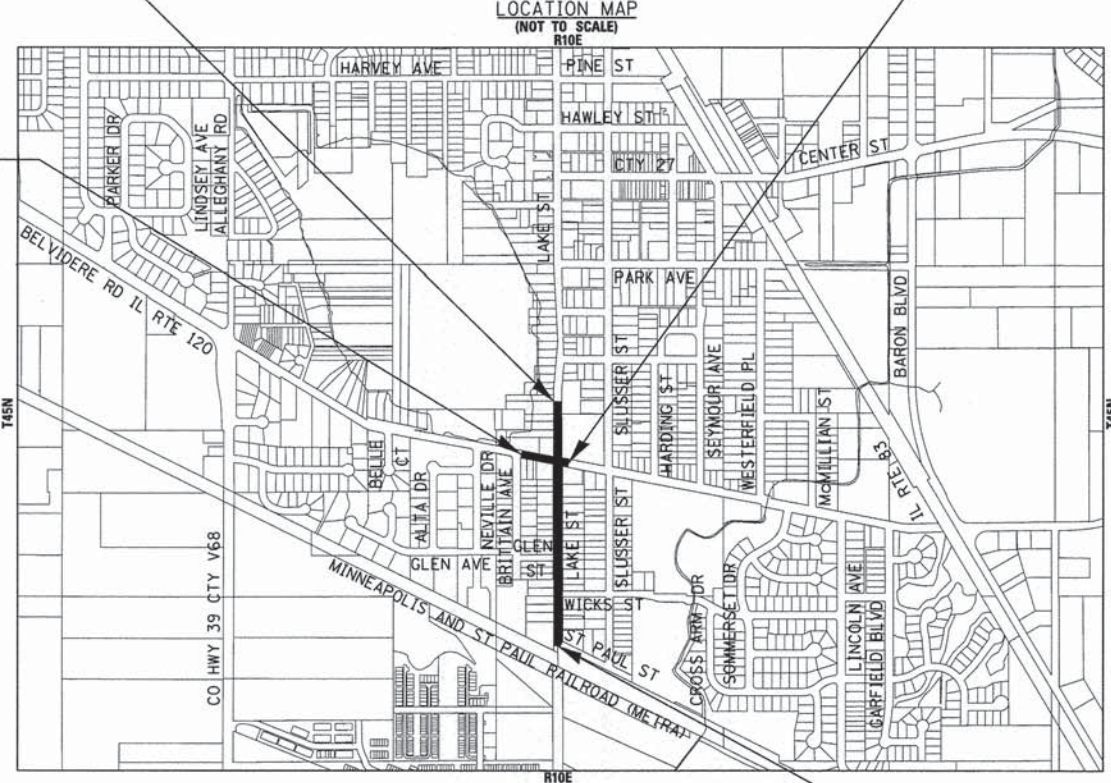 LOCATION MAP
(NOT TO SCALE)
R10E
HARVEY AVE
PINE ST
HAWLEY ST
CENTER ST
CTY 27
PARKER DR
LINDSEY AVE
ALLEGHANY RD
LAKE ST
BELVIDERE RD IL RTE 120
PARK AVE
BARON BLVD
SLUSSER ST
HARDING ST
SEYMOUR AVE
WESTERFIELD PL
McMILLIAN ST
T45N
T45N
IL RTE 83
BELLE CT
ALTA DR
NEVILLE DR
BRITTAIN AVE
GLEN ST
LAKE ST
SLUSSER ST
GLEN AVE
WICKS ST
CO HWY 39 CTY V68
MINNEAPOLIS AND ST PAUL RAILROAD (METRA)
ST PAUL ST
CROSS ARM DR
SOMMERSET DR
LINCOLN AVE
GARFIELD BLVD
R10E